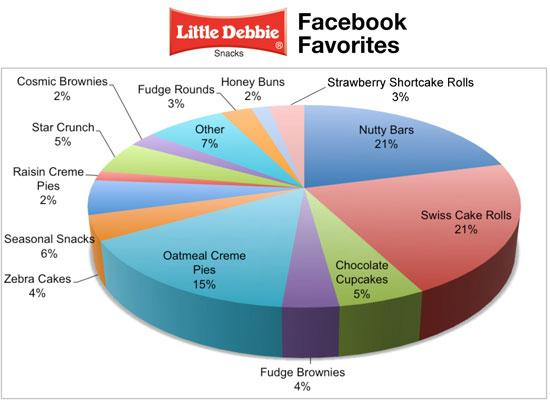 Little Debbie®
Snacks
Facebook
Favorites
Cosmic Brownies
2%
Fudge Rounds
3%
Honey Buns
2%
Strawberry Shortcake Rolls
3%
Star Crunch
5%
Other
7%
Nutty Bars
21%
Raisin Creme
Pies
2%
Swiss Cake Rolls
21%
Seasonal Snacks
6%
Zebra Cakes
4%
Oatmeal Creme
Pies
15%
Chocolate
Cupcakes
5%
Fudge Brownies
4%